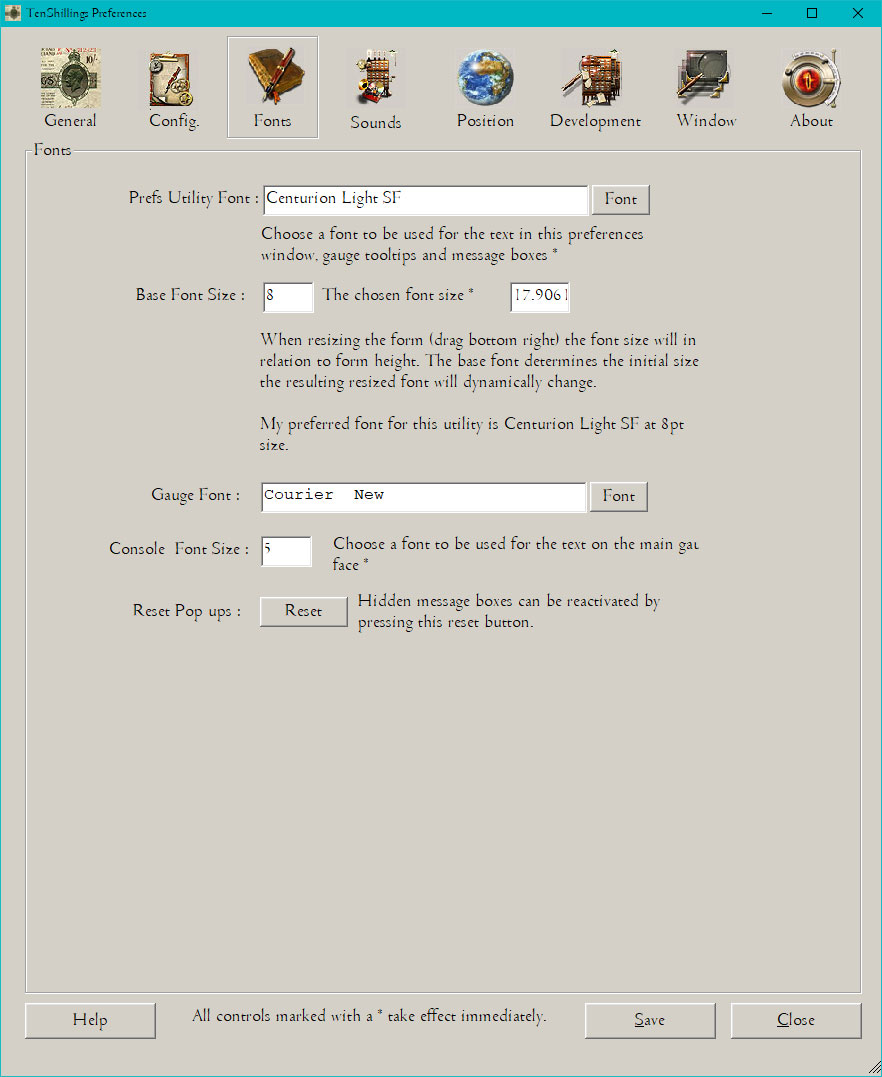 TenShillings Preferences
General
Config.
Fonts
Sounds
Position
Development
Window
About
Fonts
Prefs Utility Font : Centurion Light SF Font
Choose a font to be used for the text in this preferences
window, gauge tooltips and message boxes *
Base Font Size : 8 The chosen font size * 17.9061
When resizing the form (drag bottom right) the font size will in
relation to form height. The base font determines the initial size
the resulting resized font will dynamically change.
My preferred font for this utility is Centurion Light SF at 8pt
size.
Gauge Font : Courier New Font
Console Font Size : 5 Choose a font to be used for the text on the main gau
face *
Reset Pop ups : Reset Hidden message boxes can be reactivated by
pressing this reset button.
Help All controls marked with a * take effect immediately. Save Close